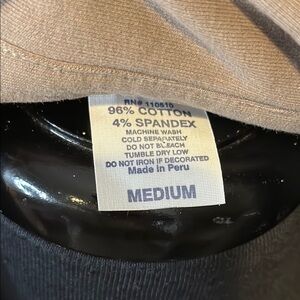 RN# 110810
96% COTTON
4% SPANDEX
MACHINE WASH
COLD SEPARATELY
DO NOT BLEACH
TUMBLE DRY LOW
DO NOT IRON IF DECORATED
Made in Peru
MEDIUM